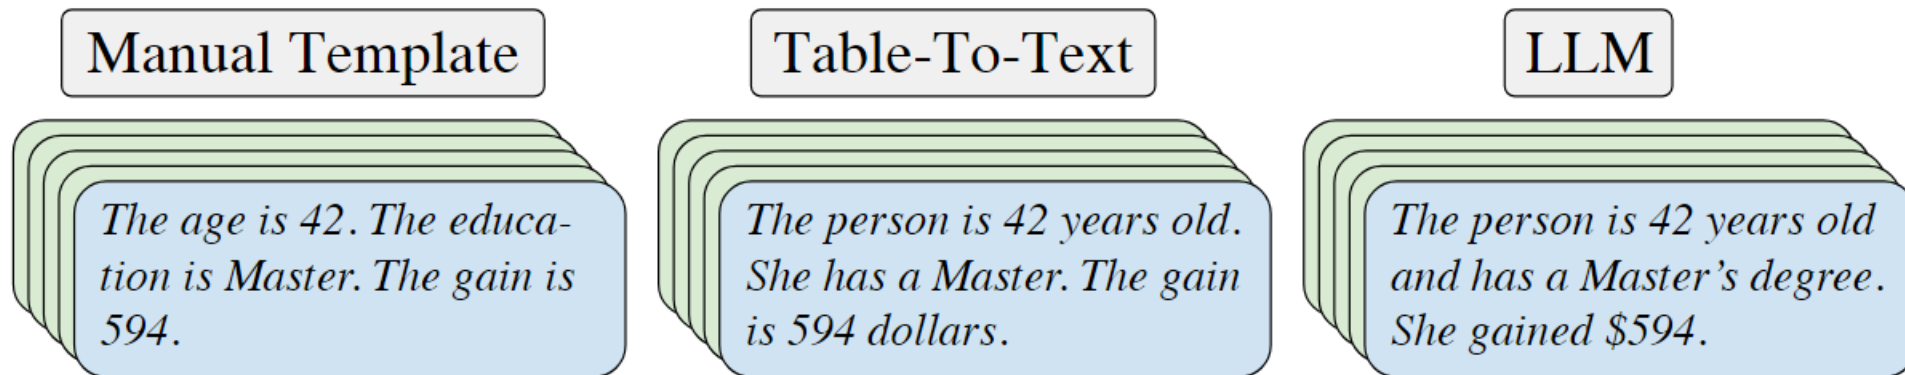 Manual Template
The age is 42. The educa-
tion is Master. The gain is
594.
Table-To-Text
The person is 42 years old.
She has a Master. The gain
is 594 dollars.
LLM
The person is 42 years old
and has a Master’s degree.
She gained $594.